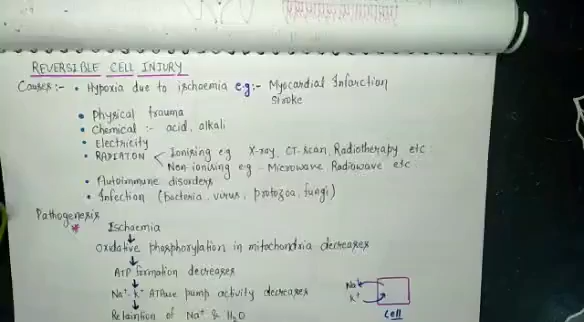 REVERSIBLE CELL INJURY
Causes:- • Hypoxia due to ischaemia e.g:- Myocardial Infarction
Stroke
• Physical trauma
• Chemical :- acid, alkali
• Electricity
• RADIATON < Ionising e.g X-ray, CT-scan, Radiotherapy etc.
Non-ionising eg - Microwave Radiowave etc.
• Autoimmune disorders
• Infection (bacteria, virus, protozoa, fungi)
Pathogenesis
* Ischaemia
↓
Oxidative phosphorylation in mitochondria decreases
↓
ATP formation decreases
↓
Na⁺-K⁺ ATPase pump activity decreases
↓
Retaintion of Na⁺ & H₂O
Na⁺
K⁺
Cell